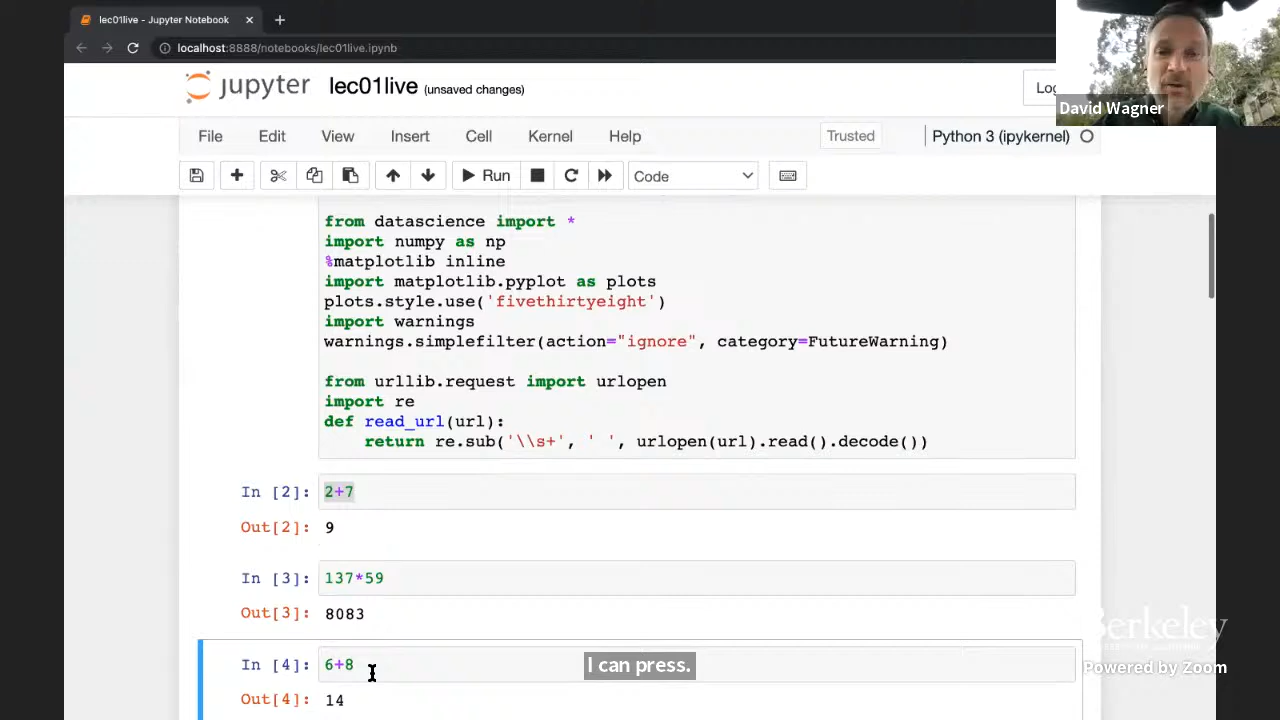 lec01live - Jupyter Notebook
localhost:8888/notebooks/lec01live.ipynb
jupyter lec01live (unsaved changes)
David Wagner
File Edit View Insert Cell Kernel Help Trusted Python 3 (ipykernel)
Run Code
from datascience import *
import numpy as np
%matplotlib inline
import matplotlib.pyplot as plots
plots.style.use('fivethirtyeight')
import warnings
warnings.simplefilter(action="ignore", category=FutureWarning)
from urllib.request import urlopen
import re
def read_url(url):
    return re.sub('\\s+', ' ', urlopen(url).read().decode())
In [2]: 2+7
Out[2]: 9
In [3]: 137*59
Out[3]: 8083
In [4]: 6+8
Out[4]: 14
I can press.
Berkeley
Powered by Zoom